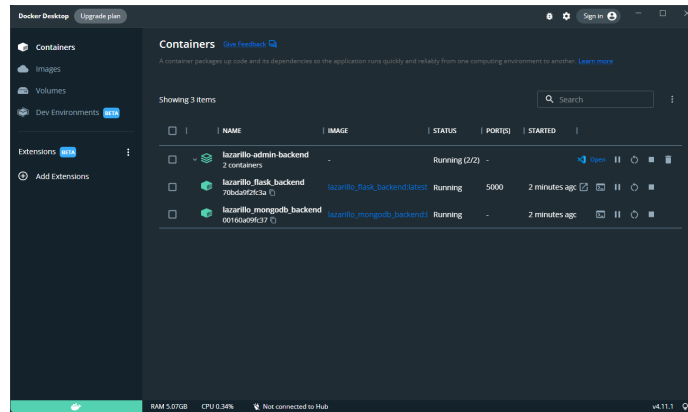 Docker Desktop Upgrade plan Sign in
Containers
Images
Volumes
Dev Environments BETA
Extensions BETA
Add Extensions
Containers Give Feedback
A container packages up code and its dependencies so the application runs quickly and reliably from one computing environment to another. Learn more
Showing 3 items
Search
NAME IMAGE STATUS PORT(S) STARTED
lazarillo-admin-backend - Running (2/2) - Open
2 containers
lazarillo_flask_backend lazarillo_flask_backend:latest Running 5000 2 minutes agc
70bda9f2fc3a
lazarillo_mongodb_backend lazarillo_mongodb_backend:l Running - 2 minutes agc
00160a09fc37
RAM 5.07GB CPU 0.34% Not connected to Hub v4.11.1